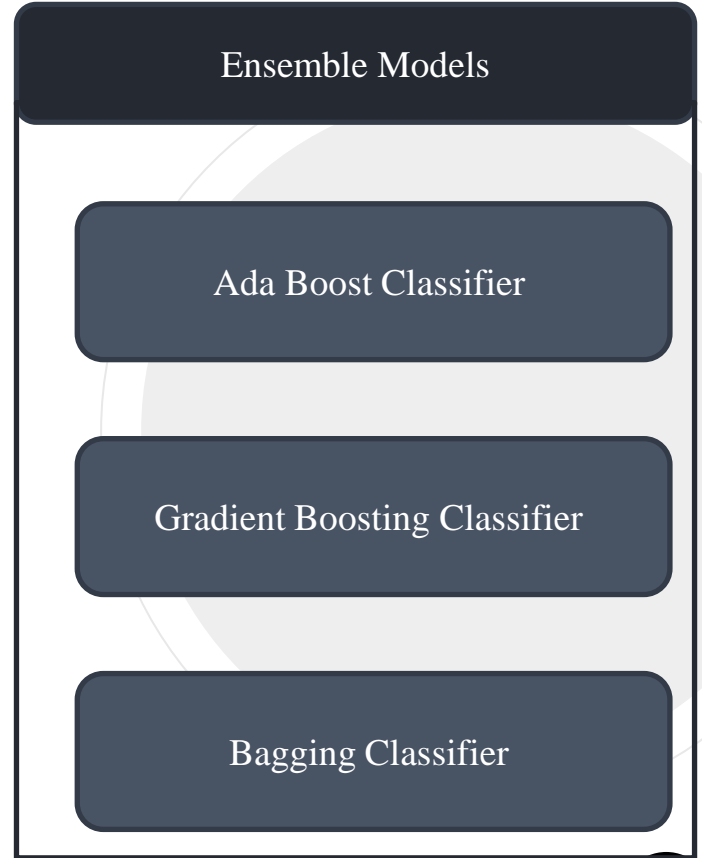 Ensemble Models
Ada Boost Classifier
Gradient Boosting Classifier
Bagging Classifier